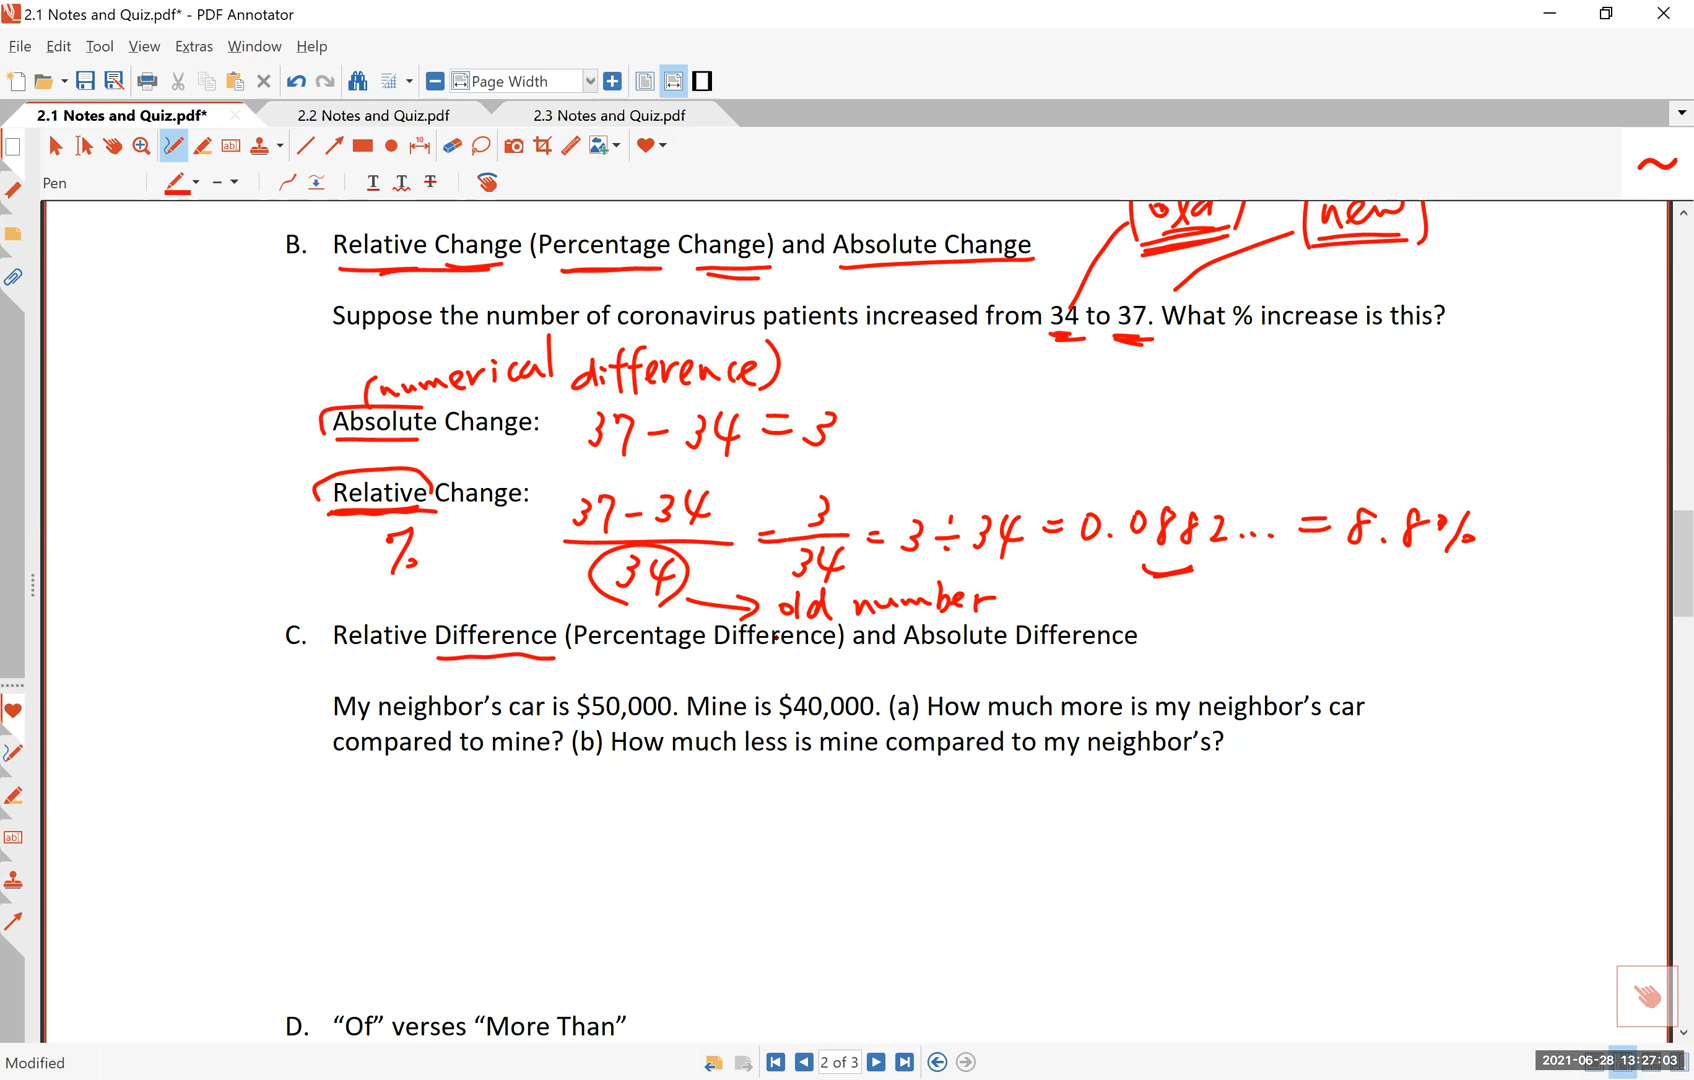 2.1 Notes and Quiz.pdf* - PDF Annotator
File Edit Tool View Extras Window Help
Page Width
2.1 Notes and Quiz.pdf* 2.2 Notes and Quiz.pdf 2.3 Notes and Quiz.pdf
Pen
old new
B. Relative Change (Percentage Change) and Absolute Change
Suppose the number of coronavirus patients increased from 34 to 37. What % increase is this?
(numerical difference)
Absolute Change: 37 - 34 = 3
Relative Change: 37 - 34 / 34 = 3 / 34 = 3 ÷ 34 = 0.0882... = 8.8%
%
old number
C. Relative Difference (Percentage Difference) and Absolute Difference
My neighbor’s car is $50,000. Mine is $40,000. (a) How much more is my neighbor’s car
compared to mine? (b) How much less is mine compared to my neighbor’s?
D. “Of” verses “More Than”
Modified 2 of 3 2021-06-28 13:27:03